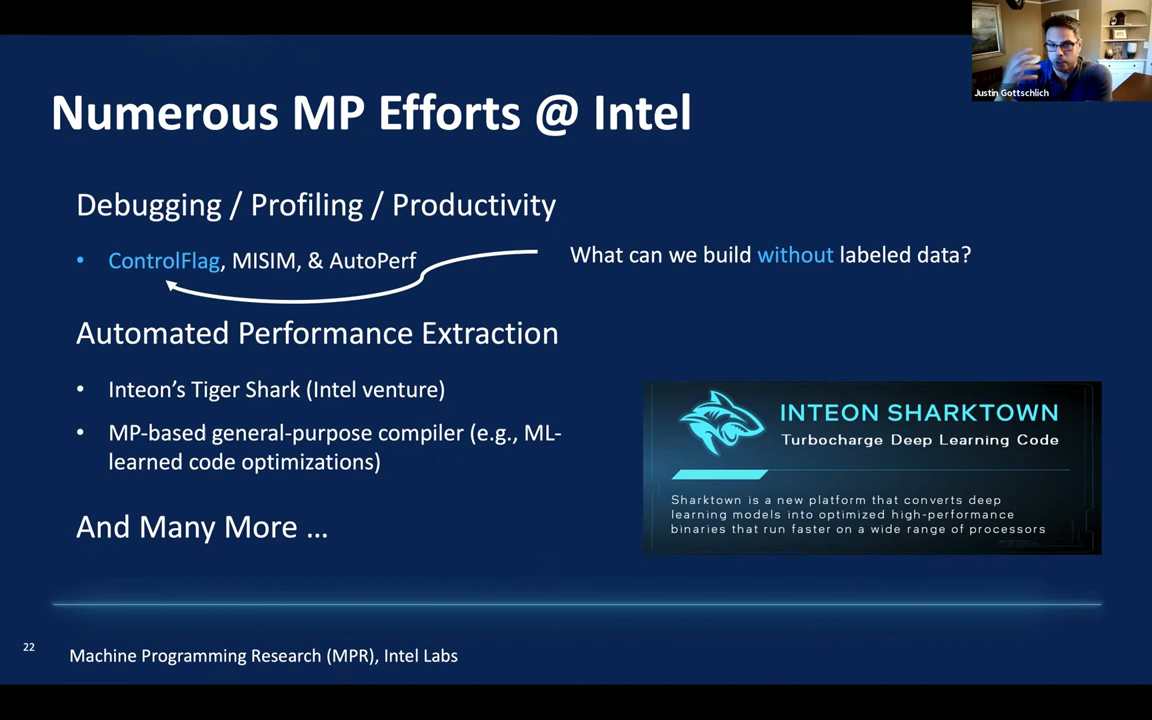 Justin Gottschlich
Numerous MP Efforts @ Intel
Debugging / Profiling / Productivity
• ControlFlag, MISIM, & AutoPerf
What can we build without labeled data?
Automated Performance Extraction
• Inteon’s Tiger Shark (Intel venture)
• MP-based general-purpose compiler (e.g., ML-
learned code optimizations)
And Many More ...
INTEON SHARKTOWN
Turbocharge Deep Learning Code
Sharktown is a new platform that converts deep
learning models into optimized high-performance
binaries that run faster on a wide range of processors
22
Machine Programming Research (MPR), Intel Labs